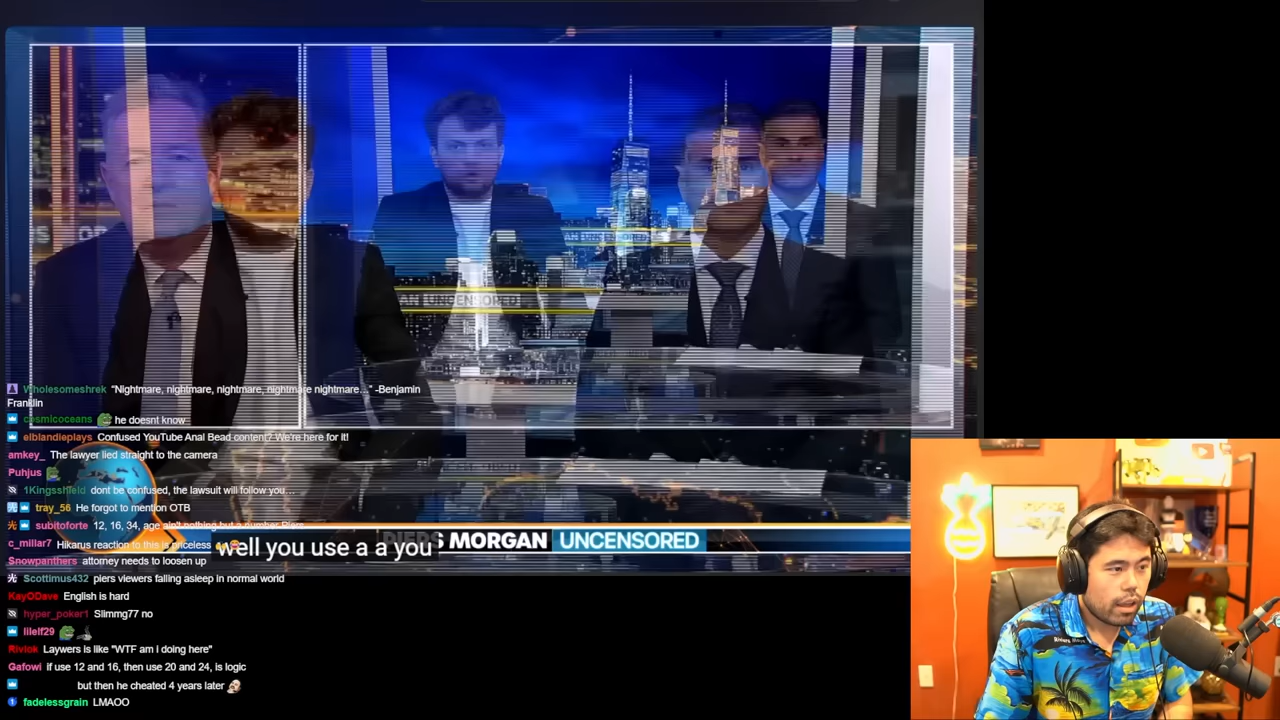 AN UNCENSORED
AN UNCENSORED
Wholesomeshrek "Nightmare, nightmare, nightmare, nightmare nightmare..." -Benjamin
Franklin
cosmicoceans he doesnt know
elblandieplays Confused YouTube Anal Bead content? We're here for it!
amkey_ The lawyer lied straight to the camera
Puhjus
1Kingsshield dont be confused, the lawsuit will follow you...
tray_56 He forgot to mention OTB
subitoforte 12, 16, 34, age ain't nothing but a number Piers
c_millar7 Hikarus reaction to this is priceless
well you use a a you
PIERS MORGAN UNCENSORED
Snowpanthers attorney needs to loosen up
Scottimus432 piers viewers falling asleep in normal world
KayODave English is hard
hyper_poker1 Slimmg77 no
lilelf29
Rivlok Laywers is like "WTF am i doing here"
Gafowi if use 12 and 16, then use 20 and 24, is logic
but then he cheated 4 years later
fadelessgrain LMAOO